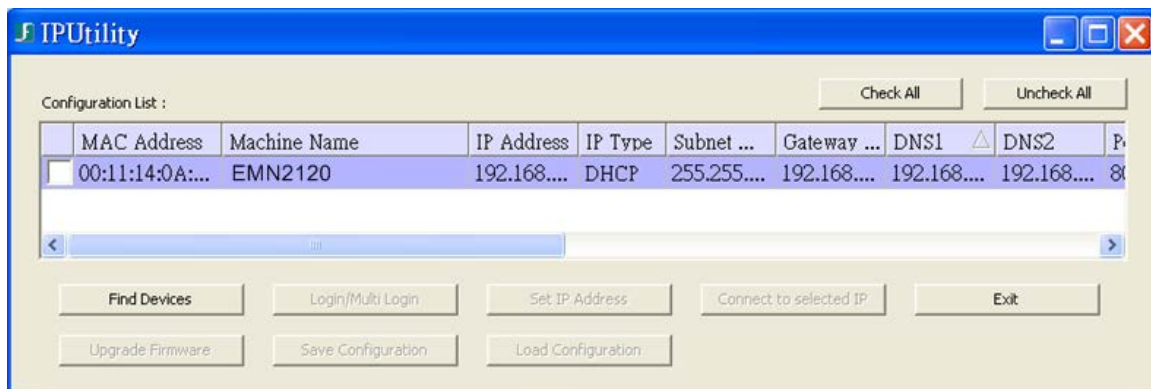 IPUtility
Check All Uncheck All
Configuration List :
MAC Address Machine Name IP Address IP Type Subnet ... Gateway ... DNS1 DNS2
00:11:14:0A:... EMN2120 192.168.... DHCP 255.255.... 192.168.... 192.168.... 192.168.... 80
Find Devices Login/Multi Login Set IP Address Connect to selected IP Exit
Upgrade Firmware Save Configuration Load Configuration